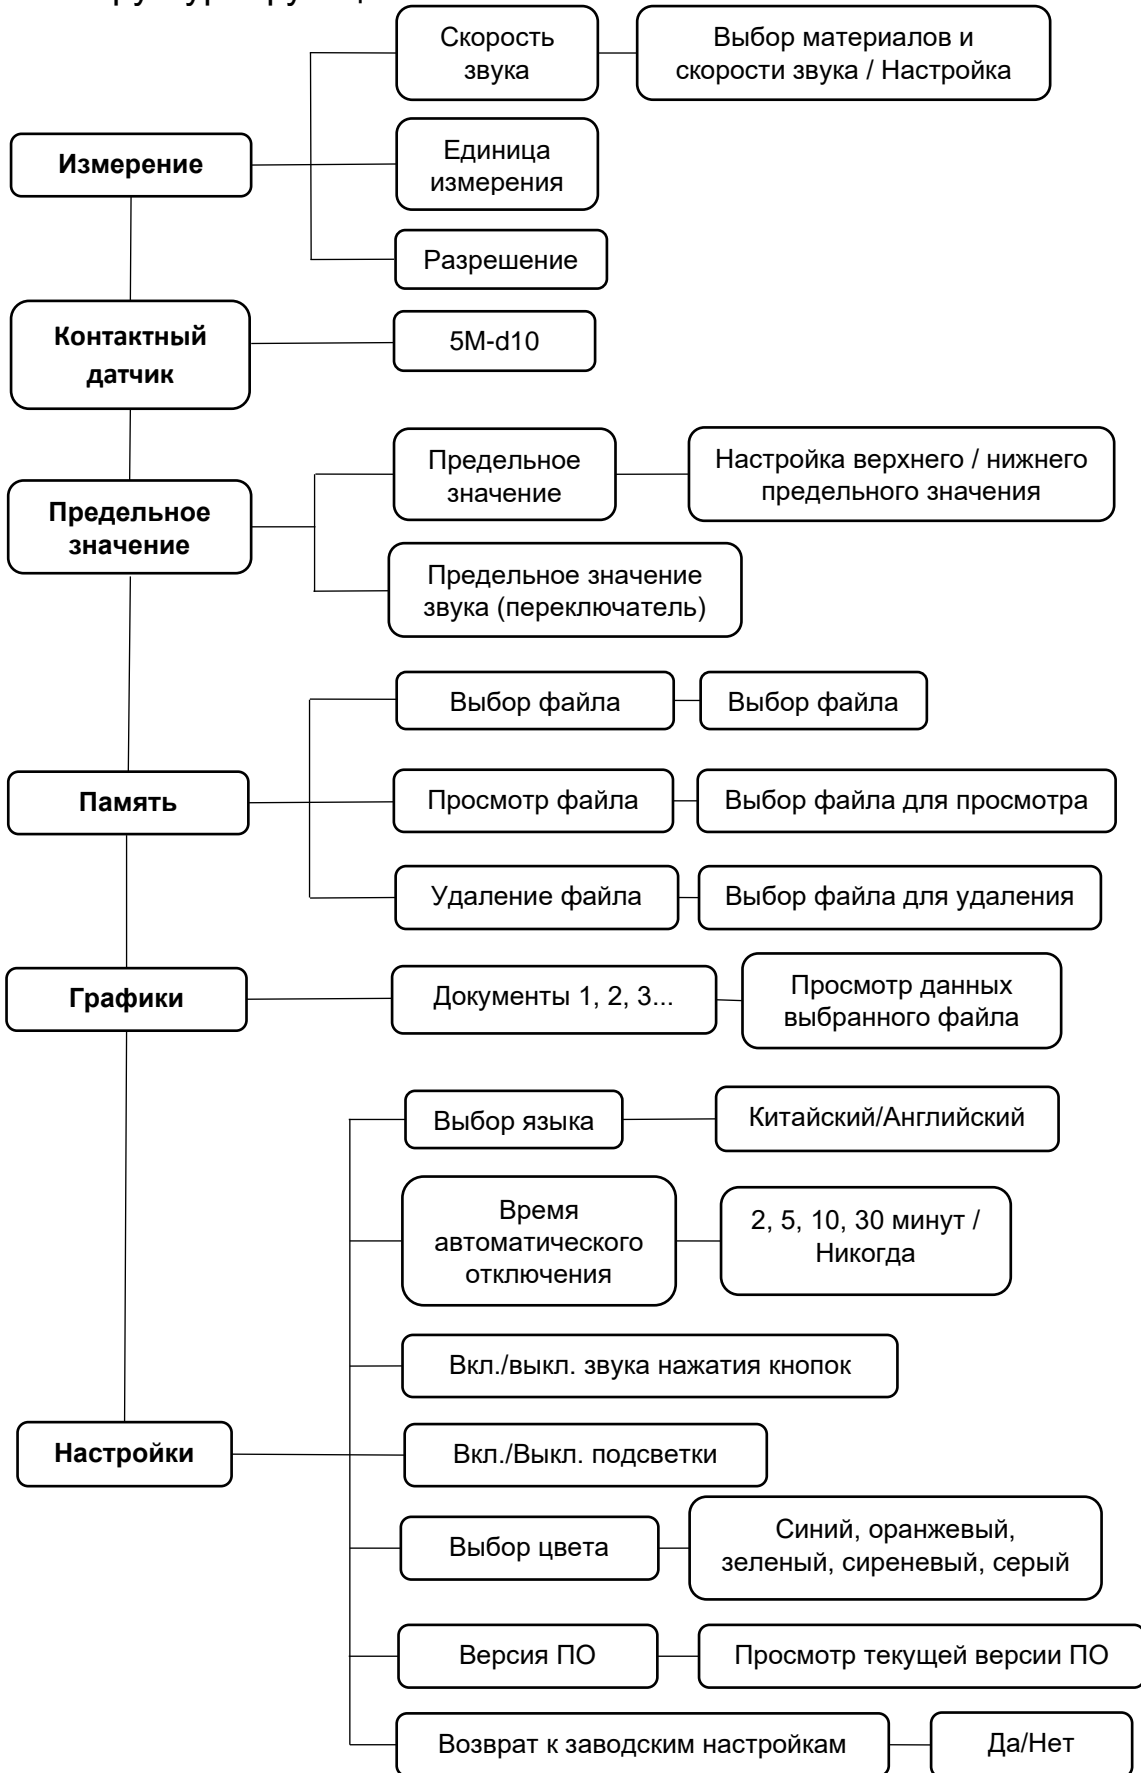 Скорость
звука
Выбор материалов и
скорости звука / Настройка
Измерение
Единица
измерения
Разрешение
Контактный
датчик
5M-d10
Предельное
значение
Предельное
значение
Настройка верхнего / нижнего
предельного значения
Предельное значение
звука (переключатель)
Память
Выбор файла
Выбор файла
Просмотр файла
Выбор файла для просмотра
Удаление файла
Выбор файла для удаления
Графики
Документы 1, 2, 3...
Просмотр данных
выбранного файла
Настройки
Выбор языка
Китайский/Английский
Время
автоматического
отключения
2, 5, 10, 30 минут /
Никогда
Вкл./выкл. звука нажатия кнопок
Вкл./Выкл. подсветки
Выбор цвета
Синий, оранжевый,
зеленый, сиреневый, серый
Версия ПО
Просмотр текущей версии ПО
Возврат к заводским настройкам
Да/Нет